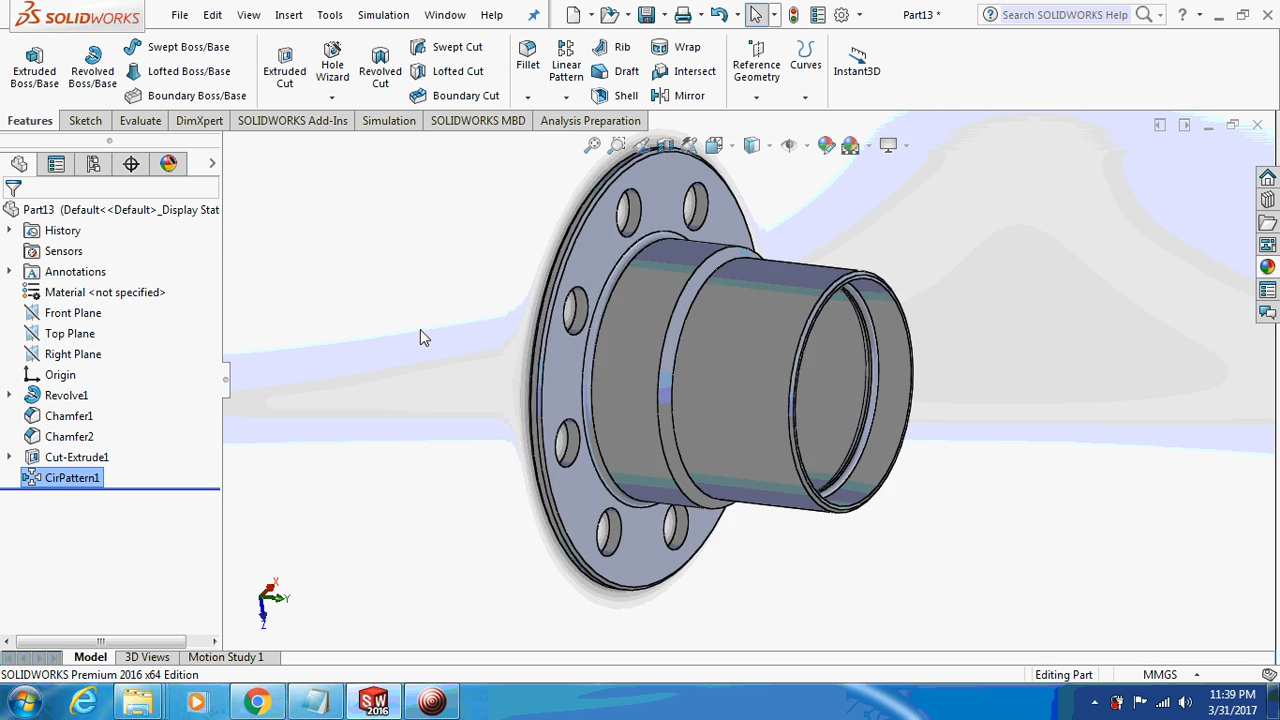 SOLIDWORKS File Edit View Insert Tools Simulation Window Help Part13 * Search SOLIDWORKS Help ?
Extruded Boss/Base
Revolved Boss/Base
Swept Boss/Base
Lofted Boss/Base
Boundary Boss/Base
Extruded Cut
Hole Wizard
Revolved Cut
Swept Cut
Lofted Cut
Boundary Cut
Fillet
Linear Pattern
Rib
Draft
Shell
Wrap
Intersect
Mirror
Reference Geometry
Curves
Instant3D
Features Sketch Evaluate DimXpert SOLIDWORKS Add-Ins Simulation SOLIDWORKS MBD Analysis Preparation
Part13 (Default<<Default>_Display Stat
History
Sensors
Annotations
Material <not specified>
Front Plane
Top Plane
Right Plane
Origin
Revolve1
Chamfer1
Chamfer2
Cut-Extrude1
CirPattern1
X
Y
Z
Model 3D Views Motion Study 1
SOLIDWORKS Premium 2016 x64 Edition Editing Part MMGS
SW 2016
11:39 PM
3/31/2017